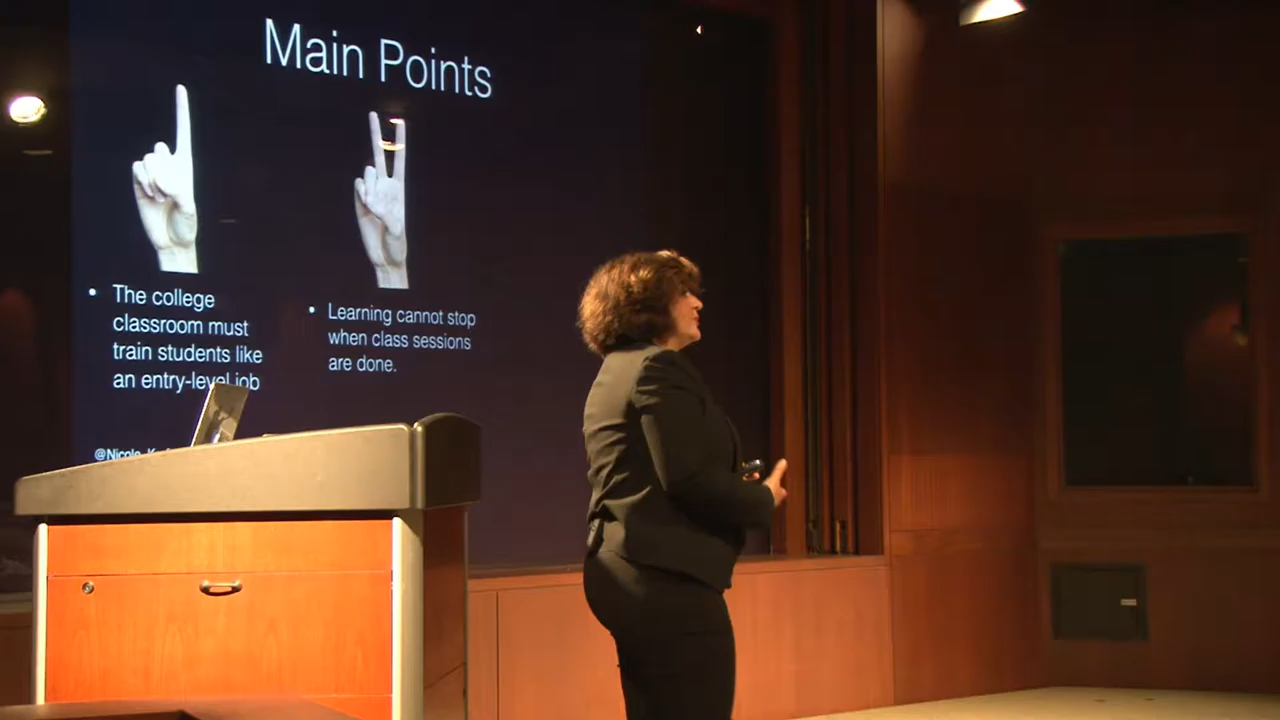 Main Points
• The college
classroom must
train students like
an entry-level job
• Learning cannot stop
when class sessions
are done.
@Nicole_